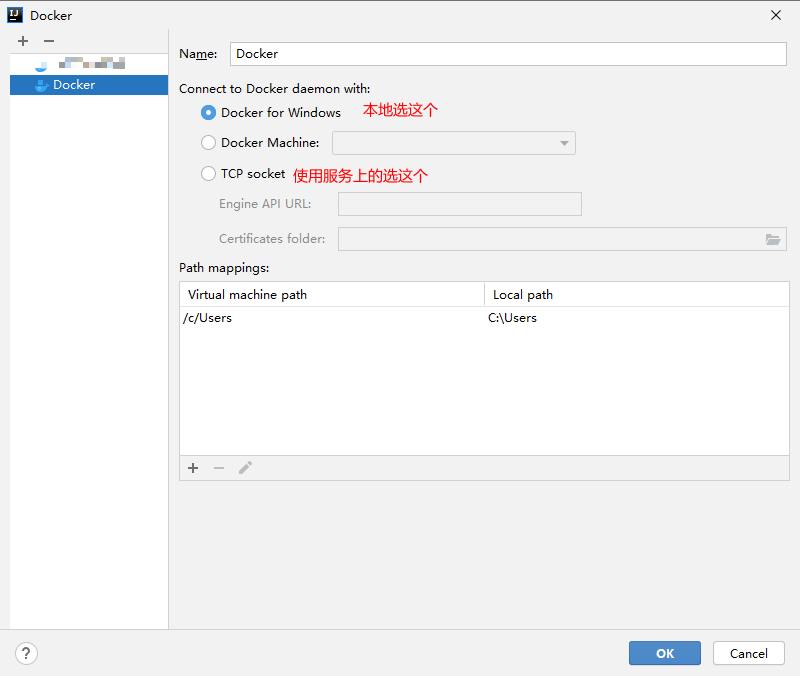 Docker
Docker
Name: Docker
Connect to Docker daemon with:
Docker for Windows 本地选这个
Docker Machine:
TCP socket 使用服务上的选这个
Engine API URL:
Certificates folder:
Path mappings:
Virtual machine path Local path
/c/Users C:\Users
? OK Cancel